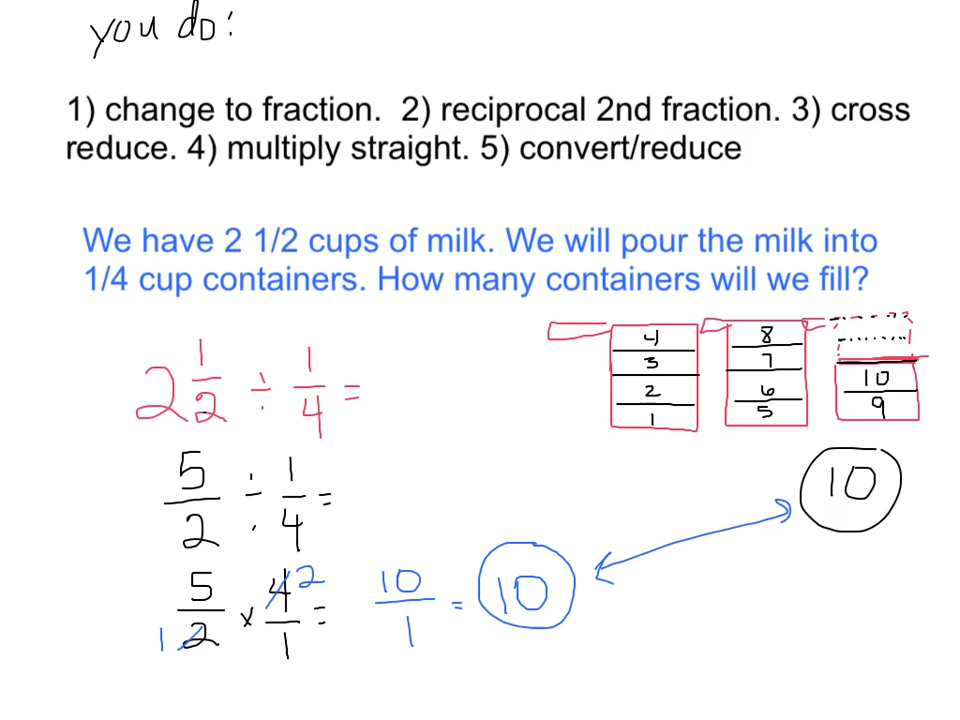 you do:
1) change to fraction. 2) reciprocal 2nd fraction. 3) cross
reduce. 4) multiply straight. 5) convert/reduce
We have 2 1/2 cups of milk. We will pour the milk into
1/4 cup containers. How many containers will we fill?
2 1/2 ÷ 1/4 =
4 8
3 7
2 6 10
1 5 9
5/2 ÷ 1/4 =
10
5/2 × 4/1 = 10/1 = 10
1 2